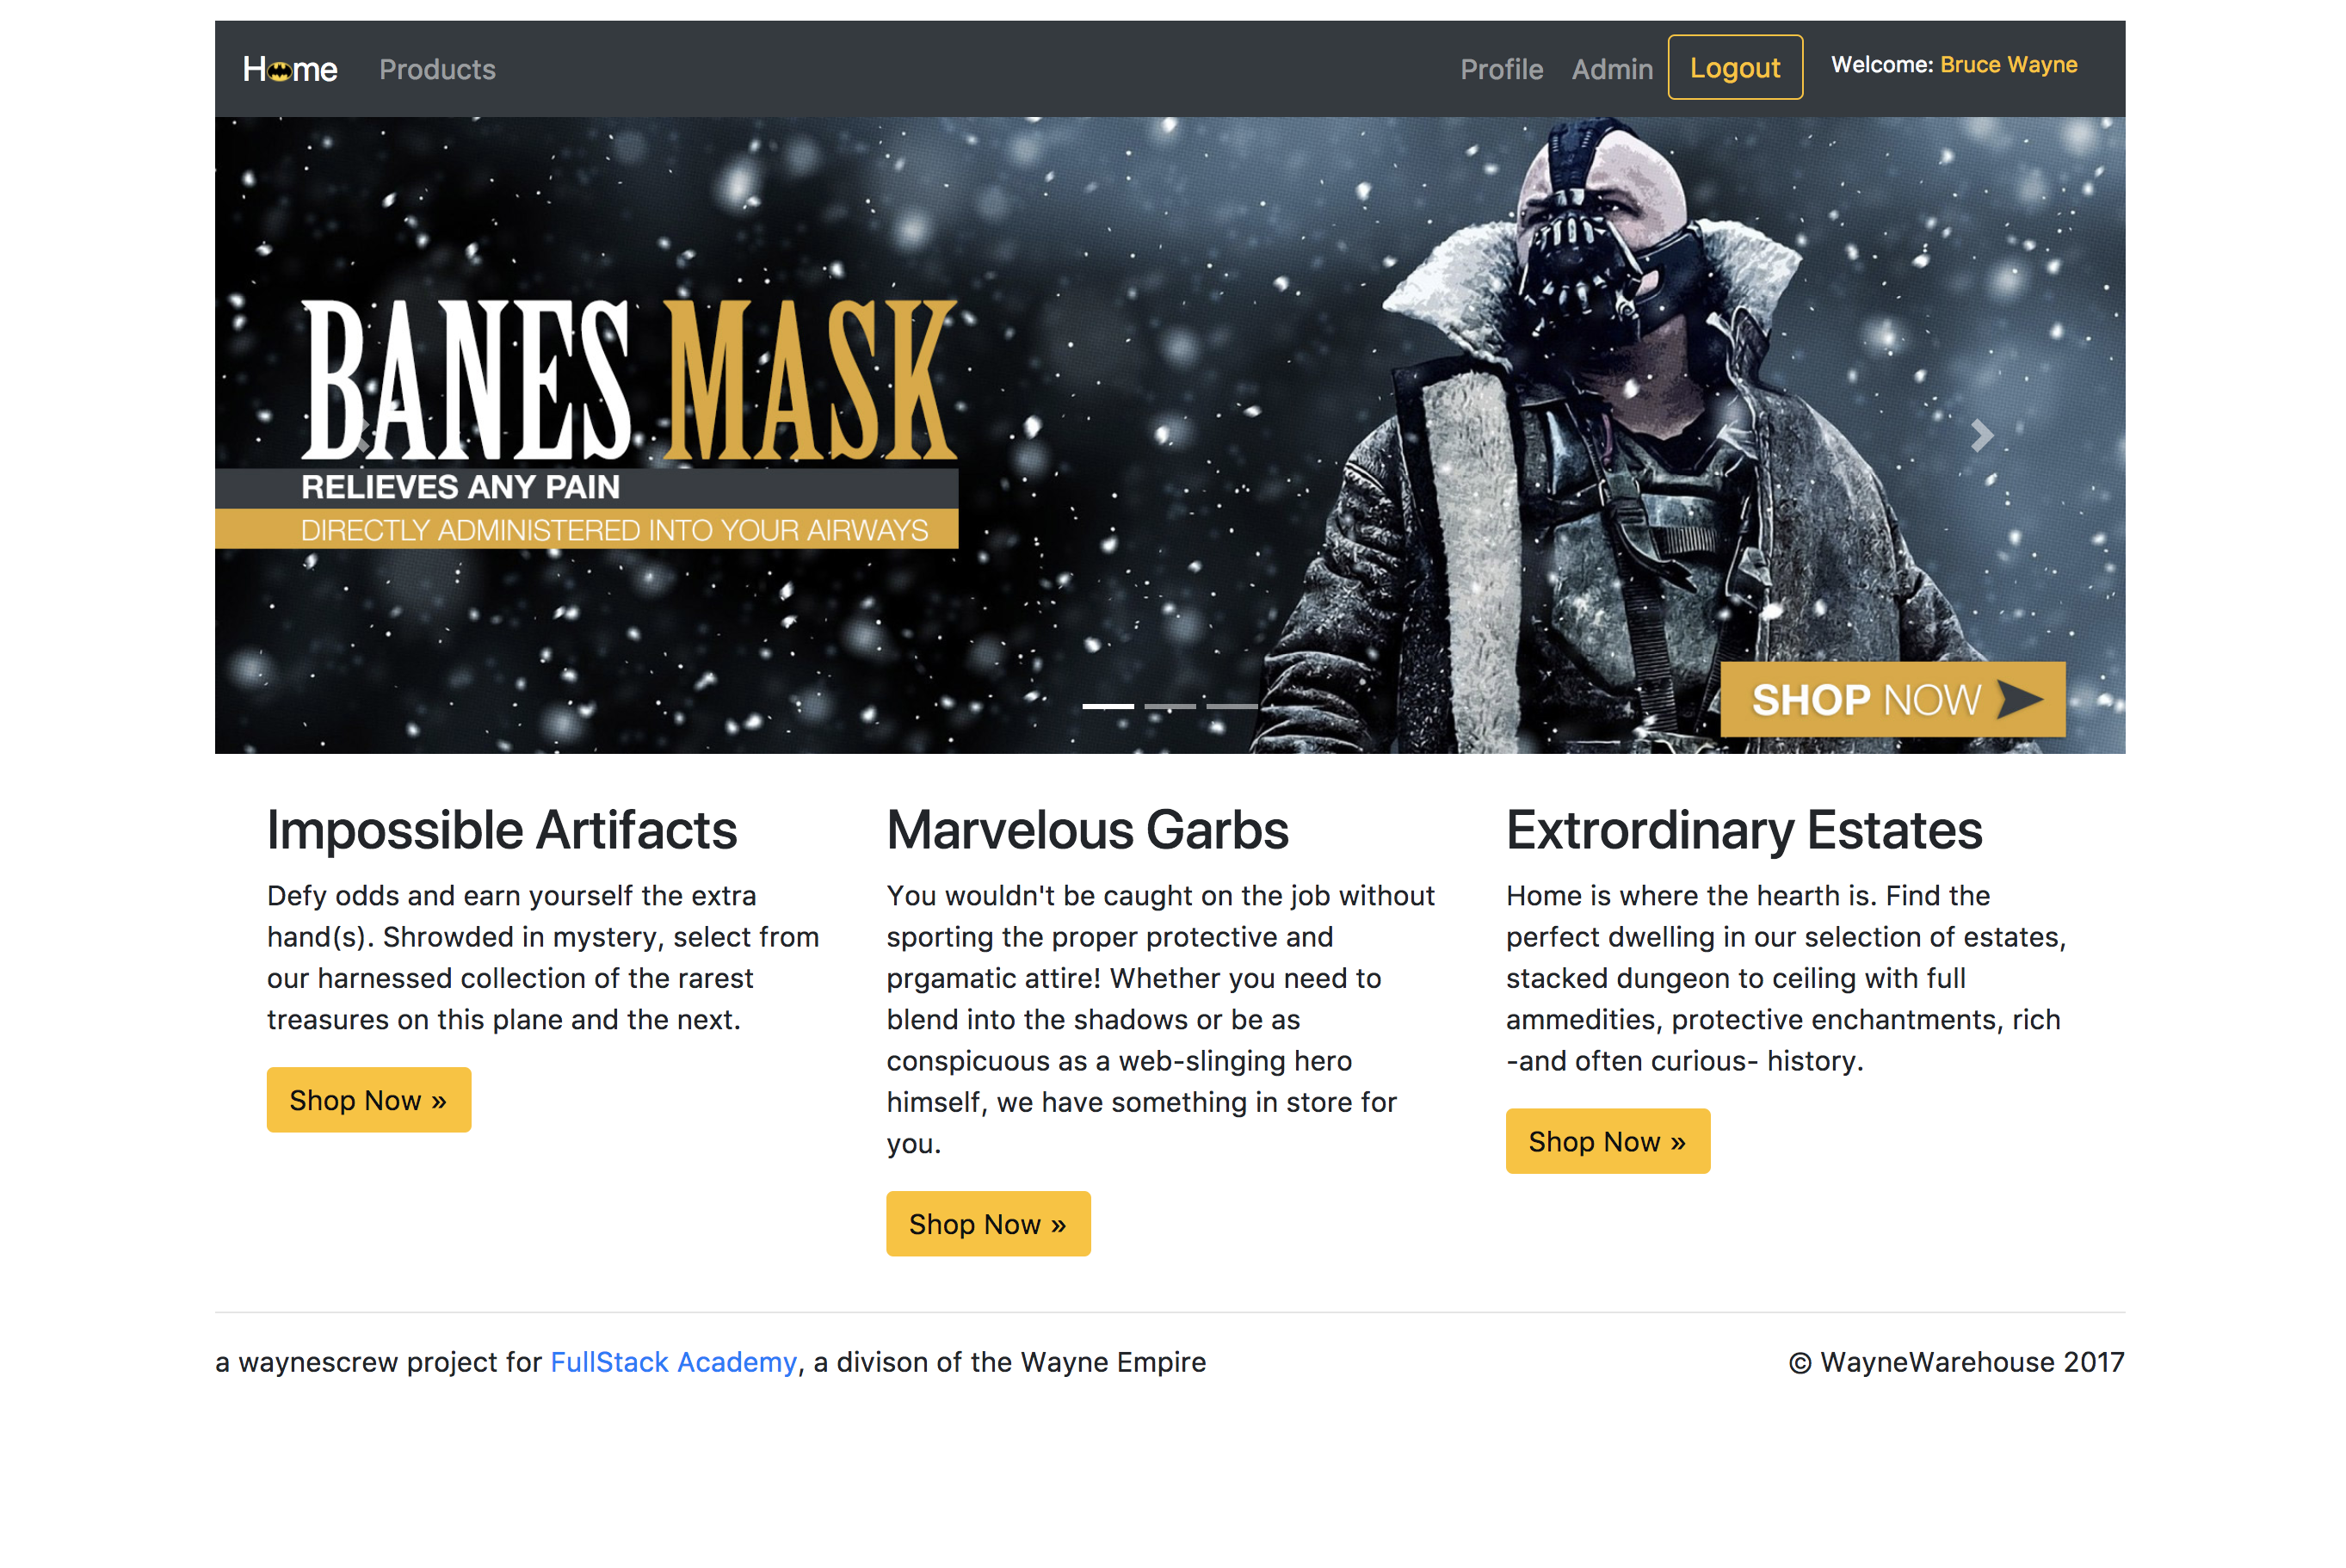 Home
Products
Profile
Admin
Logout
Welcome: Bruce Wayne
BANES MASK
RELIEVES ANY PAIN
DIRECTLY ADMINISTERED INTO YOUR AIRWAYS
SHOP NOW
Impossible Artifacts
Defy odds and earn yourself the extra
hand(s). Shrowded in mystery, select from
our harnessed collection of the rarest
treasures on this plane and the next.
Shop Now »
Marvelous Garbs
You wouldn't be caught on the job without
sporting the proper protective and
prgamatic attire! Whether you need to
blend into the shadows or be as
conspicuous as a web-slinging hero
himself, we have something in store for
you.
Shop Now »
Extrordinary Estates
Home is where the hearth is. Find the
perfect dwelling in our selection of estates,
stacked dungeon to ceiling with full
ammedities, protective enchantments, rich
-and often curious- history.
Shop Now »
a waynescrew project for FullStack Academy, a divison of the Wayne Empire
© WayneWarehouse 2017